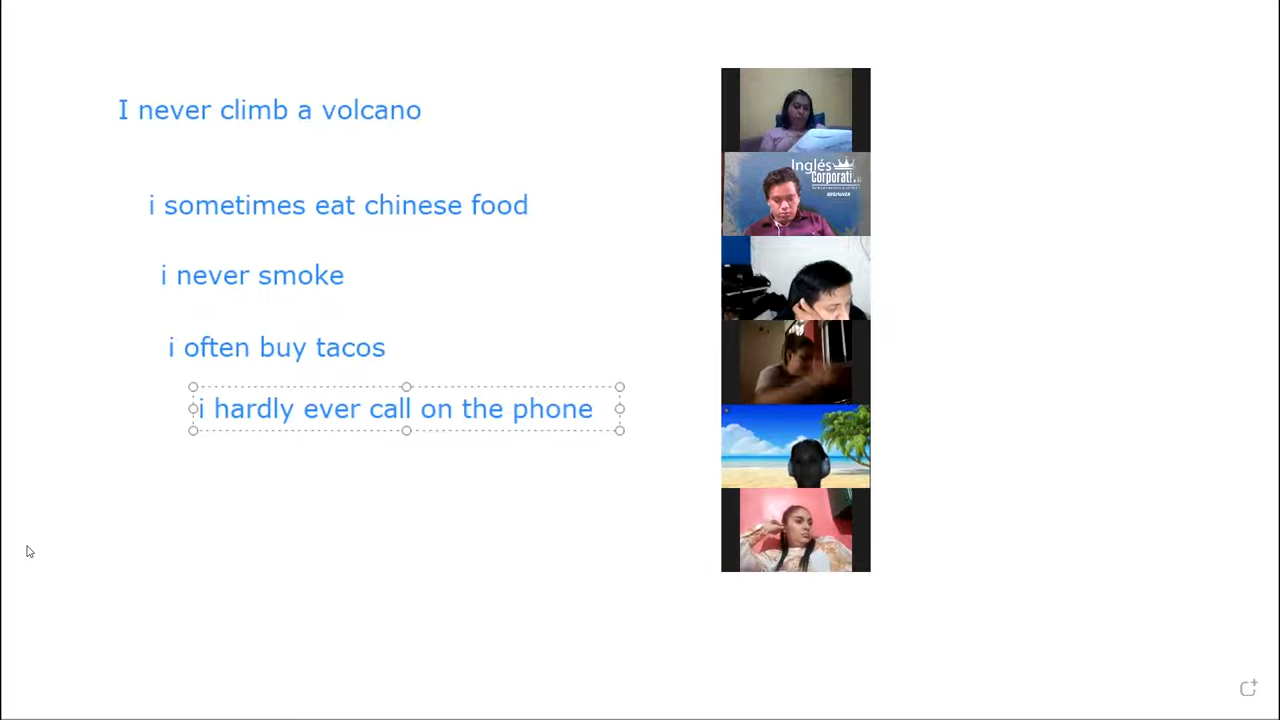 I never climb a volcano
i sometimes eat chinese food
i never smoke
i often buy tacos
i hardly ever call on the phone
Inglés
BEGINNER